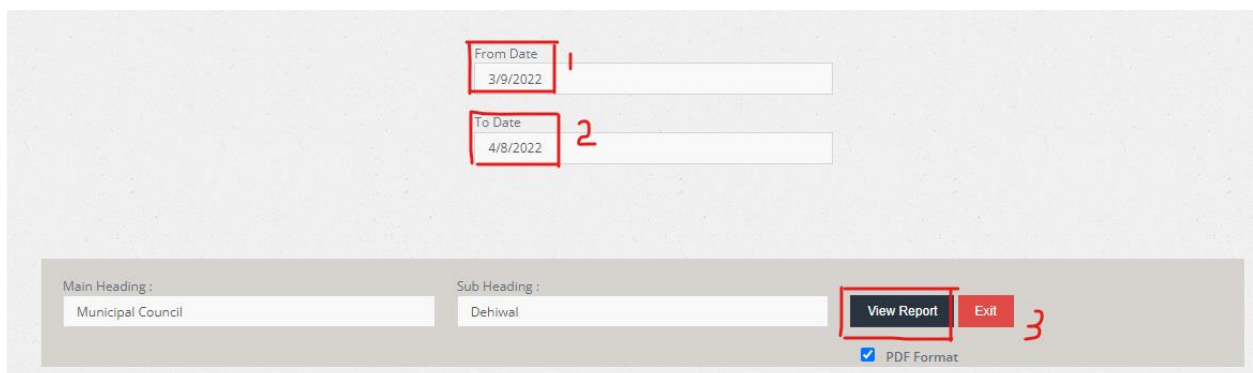 From Date
3/9/2022
1
To Date
4/8/2022
2
Main Heading :
Sub Heading :
Municipal Council
Dehiwal
View Report
Exit
3
PDF Format